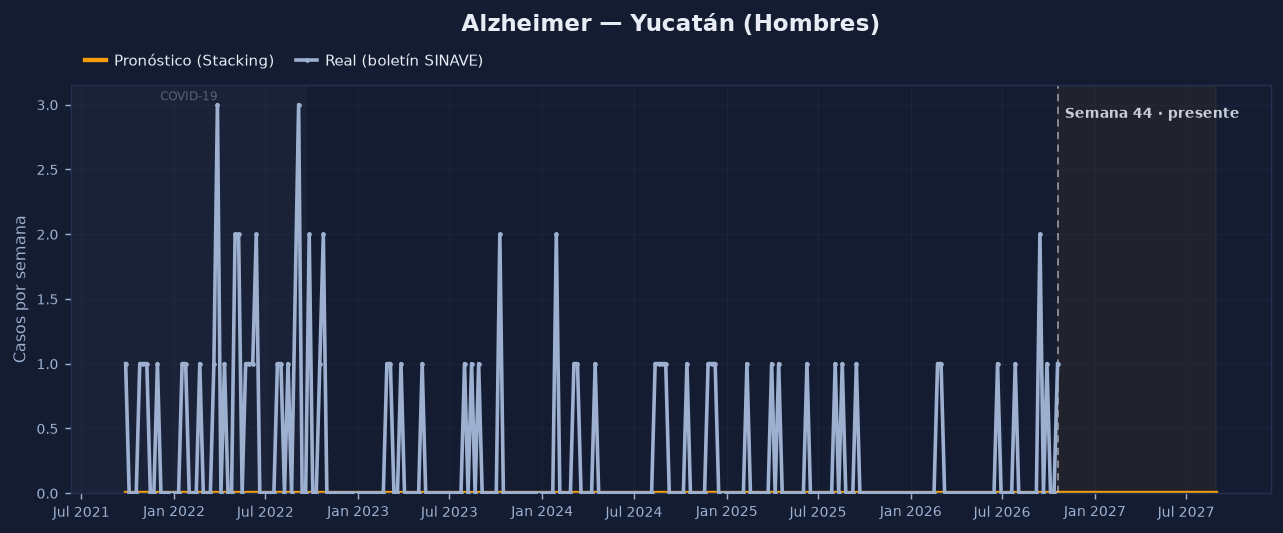 Alzheimer — Yucatán (Hombres)
Pronóstico (Stacking)
Real (boletín SINAVE)
COVID-19
Semana 44 · presente
Casos por semana
3.0
2.5
2.0
1.5
1.0
0.5
0.0
Jul 2021
Jan 2022
Jul 2022
Jan 2023
Jul 2023
Jan 2024
Jul 2024
Jan 2025
Jul 2025
Jan 2026
Jul 2026
Jan 2027
Jul 2027